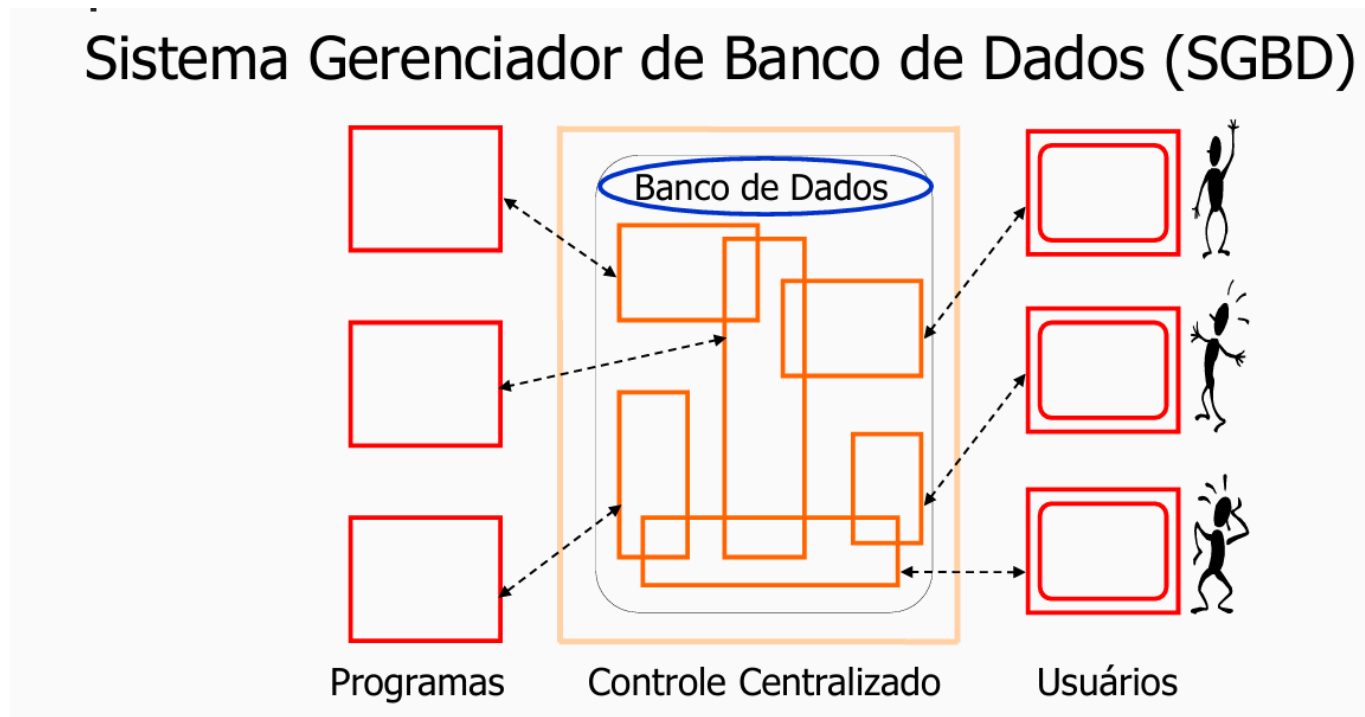 Sistema Gerenciador de Banco de Dados (SGBD)
Banco de Dados
Programas
Controle Centralizado
Usuários